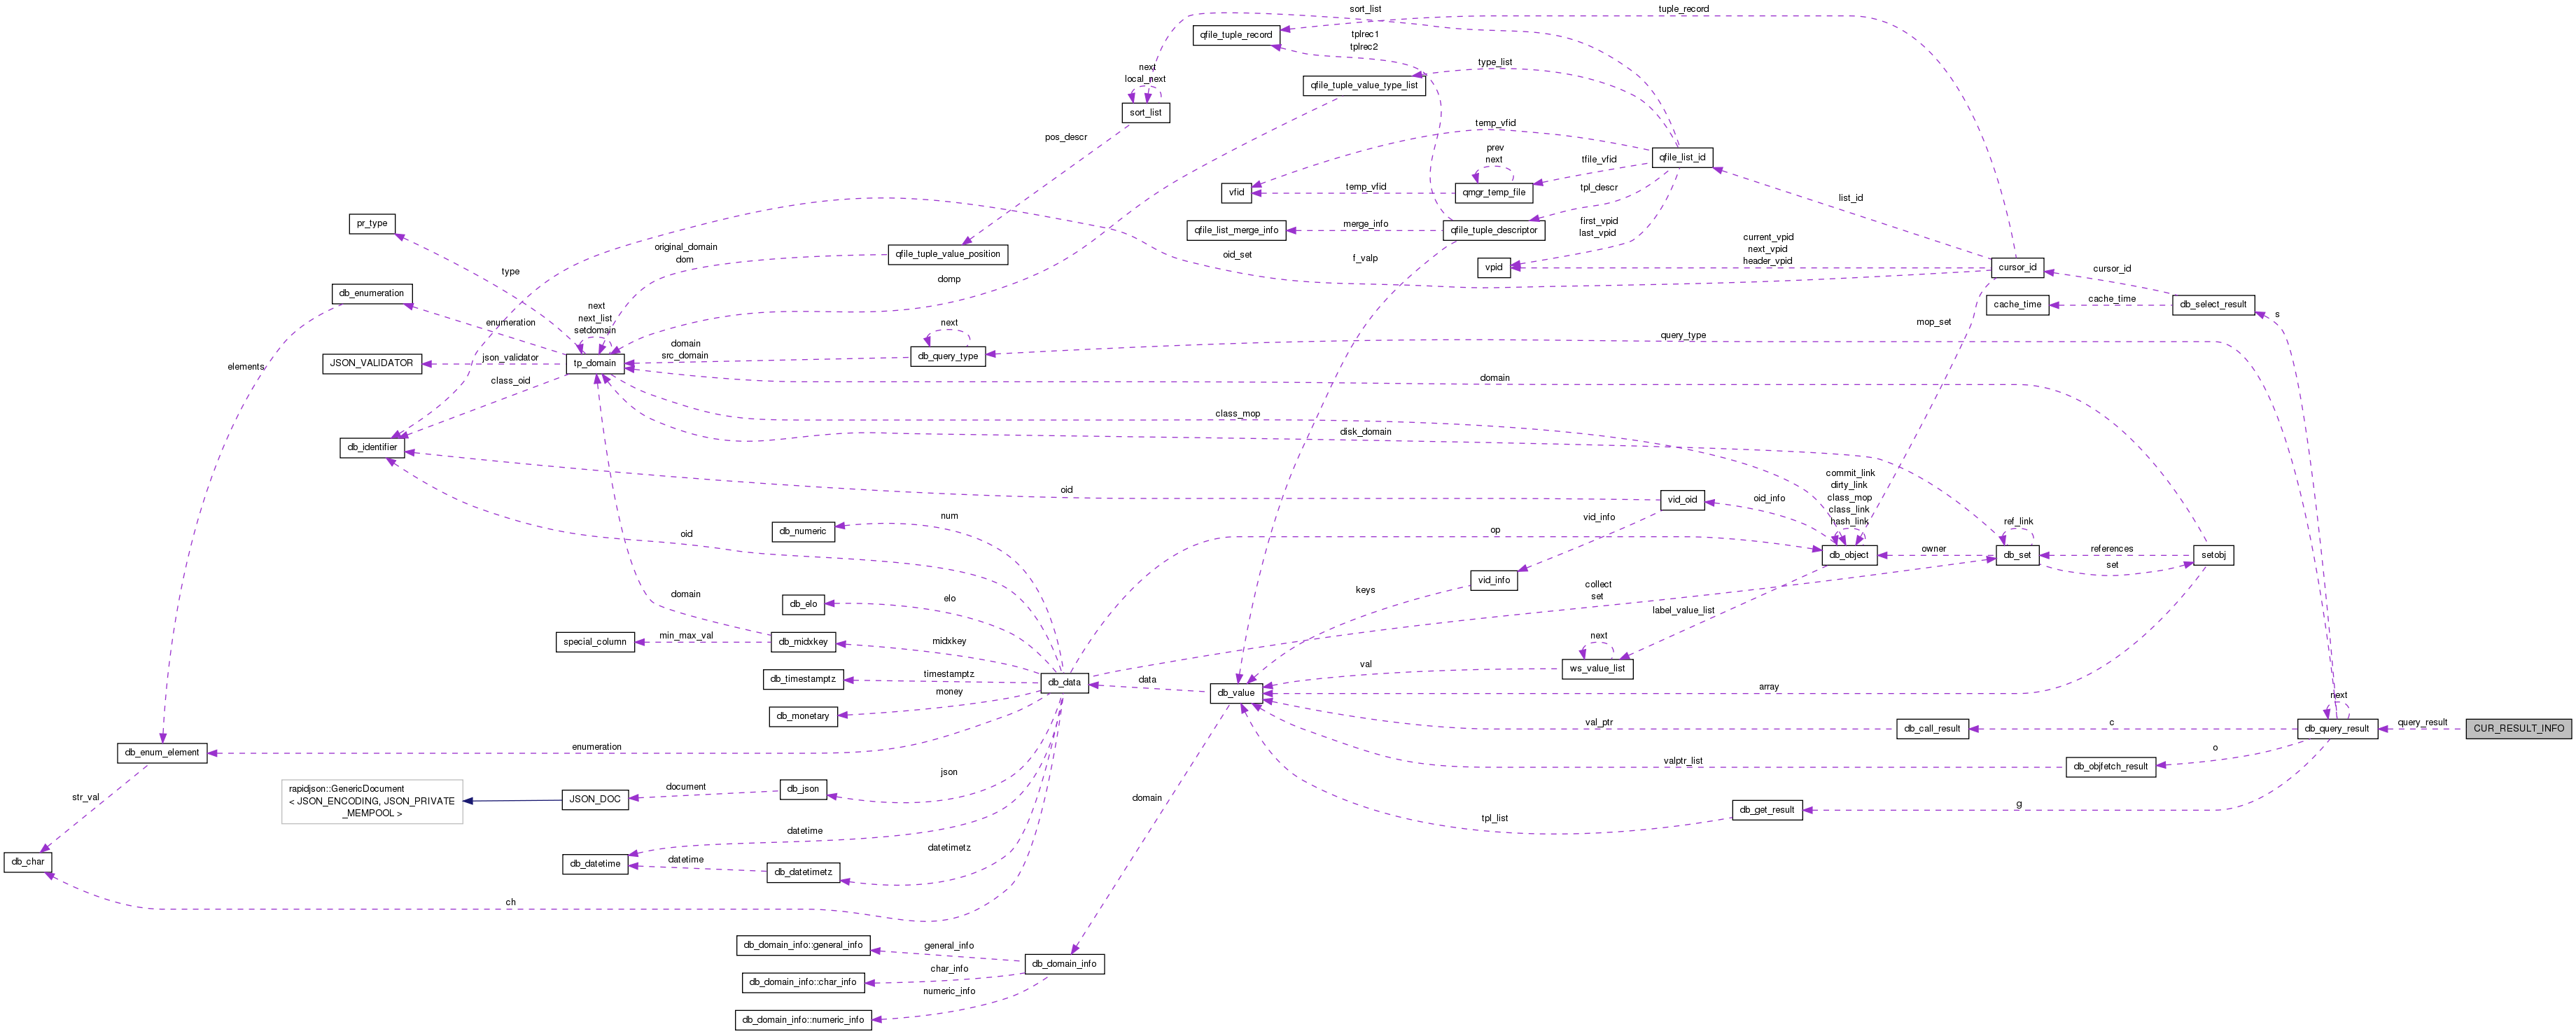 sort_list
tuple_record
qfile_tuple_record
tplrec1
tplrec2
next
local_next
type_list
qfile_tuple_value_type_list
sort_list
temp_vfid
pos_descr
prev
next
tfile_vfid
qfile_list_id
vfid
temp_vfid
qmgr_temp_file
tpl_descr
list_id
pr_type
qfile_list_merge_info
merge_info
qfile_tuple_descriptor
first_vpid
last_vpid
original_domain
dom
qfile_tuple_value_position
oid_set
f_valp
current_vpid
next_vpid
header_vpid
vpid
cursor_id
cursor_id
type
domp
db_enumeration
cache_time
cache_time
db_select_result
next
next_list
setdomain
enumeration
next
mop_set
s
query_type
domain
src_domain
db_query_type
JSON_VALIDATOR
json_validator
tp_domain
elements
class_oid
domain
class_mop
disk_domain
db_identifier
commit_link
dirty_link
class_mop
class_link
hash_link
oid
vid_oid
oid_info
num
db_numeric
oid
op
vid_info
ref_link
db_object
owner
db_set
references
setobj
set
vid_info
keys
collect
set
domain
elo
db_elo
label_value_list
special_column
min_max_val
db_midxkey
midxkey
next
val
ws_value_list
db_timestamptz
timestamptz
db_data
data
db_value
array
money
db_monetary
next
val_ptr
db_call_result
c
db_query_result
query_result
CUR_RESULT_INFO
db_enum_element
enumeration
o
valptr_list
db_objfetch_result
json
rapidjson::GenericDocument
< JSON_ENCODING, JSON_PRIVATE
_MEMPOOL >
JSON_DOC
document
db_json
str_val
domain
g
db_get_result
tpl_list
datetime
datetimetz
db_char
db_datetime
datetime
db_datetimetz
ch
db_domain_info::general_info
general_info
db_domain_info
char_info
db_domain_info::char_info
numeric_info
db_domain_info::numeric_info